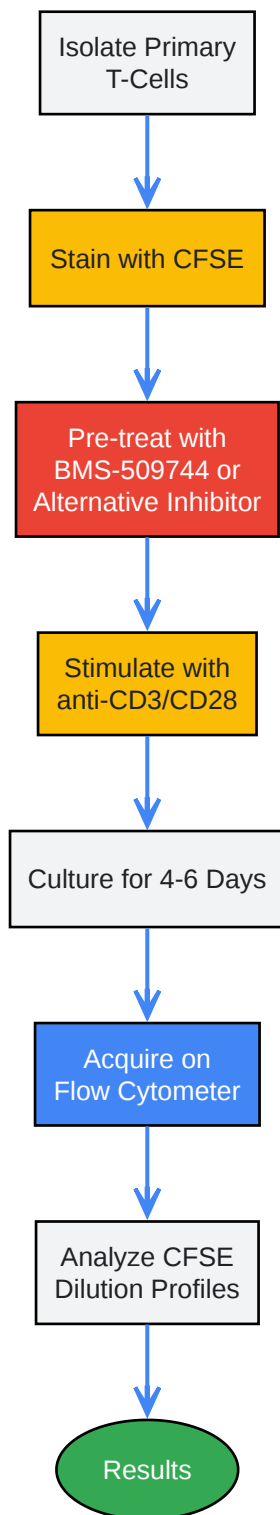 Isolate Primary
T-Cells
Stain with CFSE
Pre-treat with
BMS-509744 or
Alternative Inhibitor
Stimulate with
anti-CD3/CD28
Culture for 4-6 Days
Acquire on
Flow Cytometer
Analyze CFSE
Dilution Profiles
Results